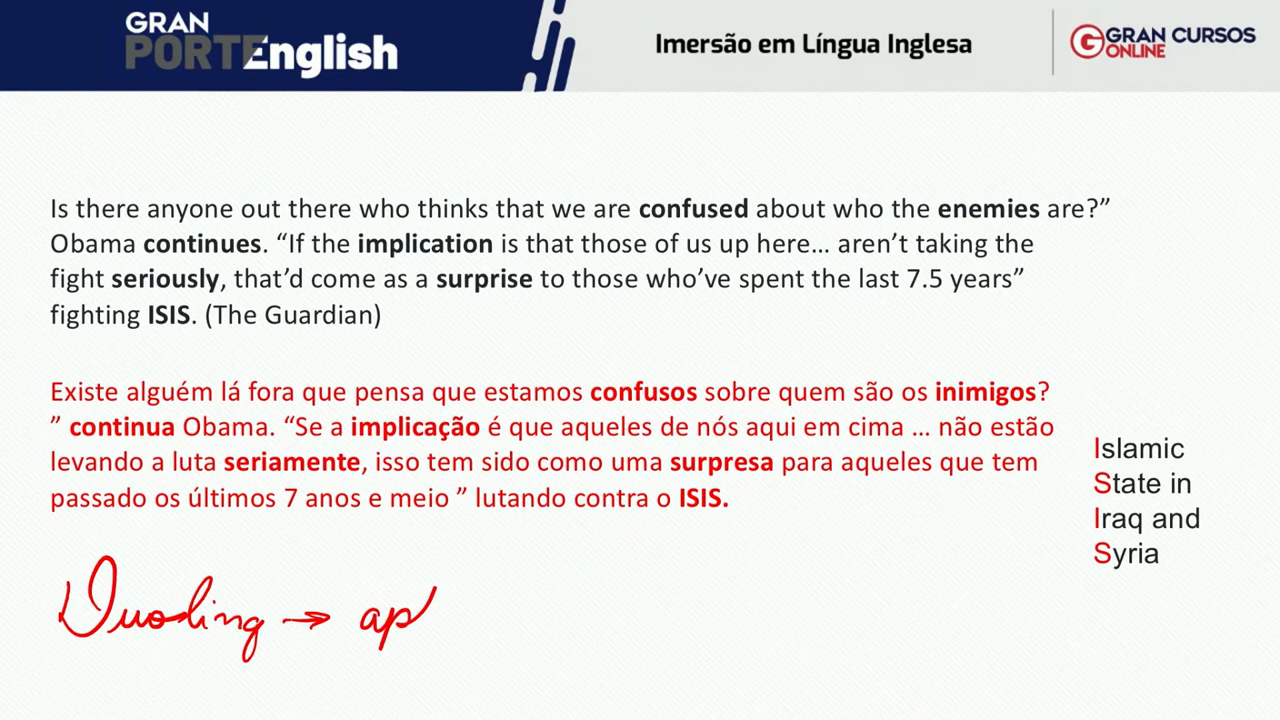 GRAN
PORTEnglish
Imersão em Língua Inglesa
GRAN CURSOS
ONLINE
Is there anyone out there who thinks that we are confused about who the enemies are?”
Obama continues. “If the implication is that those of us up here... aren’t taking the
fight seriously, that’d come as a surprise to those who’ve spent the last 7.5 years”
fighting ISIS. (The Guardian)
Existe alguém lá fora que pensa que estamos confusos sobre quem são os inimigos?
” continua Obama. “Se a implicação é que aqueles de nós aqui em cima ... não estão
levando a luta seriamente, isso tem sido como uma surpresa para aqueles que tem
passado os últimos 7 anos e meio ” lutando contra o ISIS.
Islamic
State in
Iraq and
Syria
→ ap